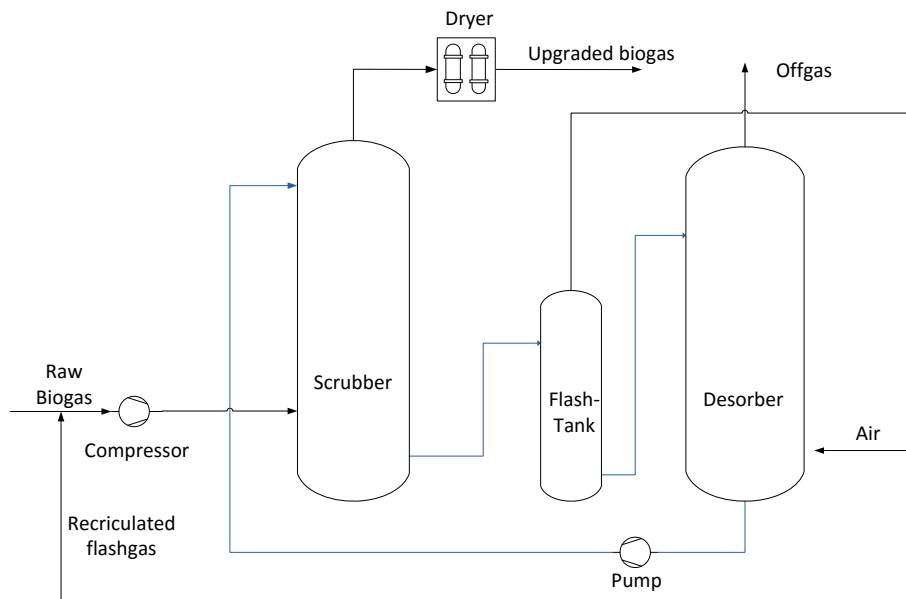 Dryer
Upgraded biogas
Offgas
Raw
Biogas
Compressor
Scrubber
Flash-
Tank
Desorber
Air
Recriculated
flashgas
Pump